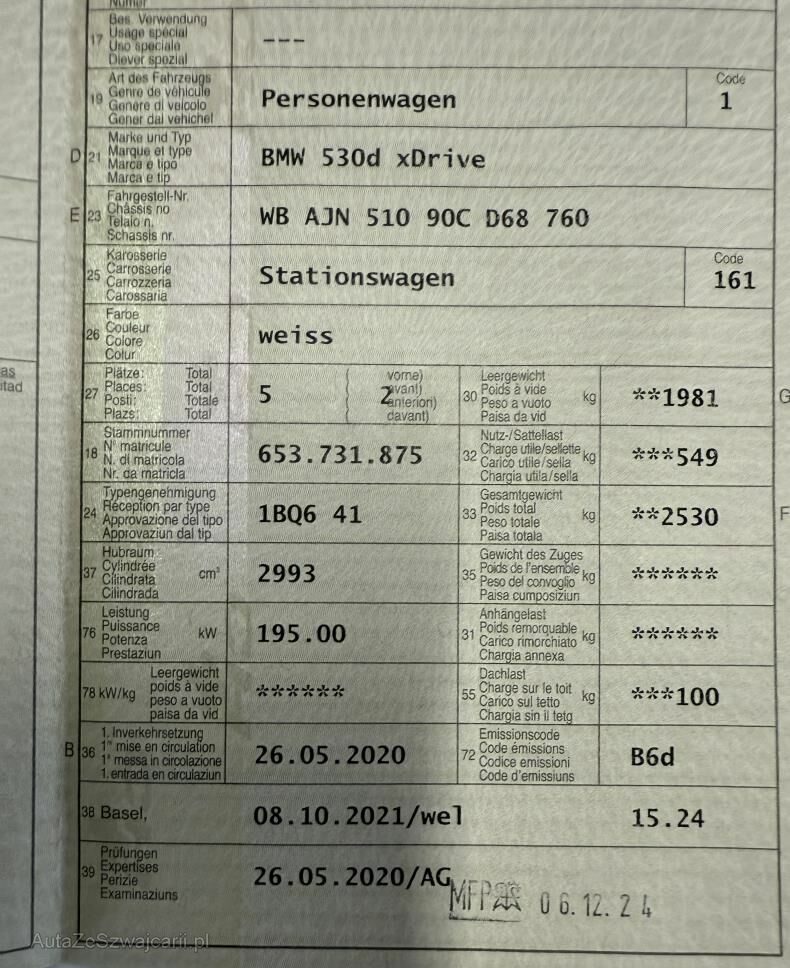 Bes. Verwendung
17 Usage spécial ---
Uso speciale
Diever spezial
Art des Fahrzeugs Code
19 Genre de véhicule Personenwagen 1
Genere di veicolo
Gener dal vehichel
Marke und Typ
D 21 Marque et type BMW 530d xDrive
Marca e tipo
Marca e tip
Fahrgestell-Nr.
E 23 Châssis no WB AJN 510 90C D68 760
Telaio n.
Schassis nr.
Karosserie Code
25 Carrosserie Stationswagen 161
Carrozzeria
Carossaria
Farbe
26 Couleur weiss
Colore
Colur
Plätze: Total ( vorne) Leergewicht
27 Places: Total 5 2 avant) 30 Poids à vide kg **1981 G
Posti: Totale anteriori) Peso a vuoto
Plazs: Total ( davant) Paisa da vid
Stammnummer Nutz-/Sattellast
18 N° matricule 653.731.875 32 Charge utile/sellette kg ***549
N. di matricola Carico utile/sella
Nr. da matricla Chargia utila/sella
Typengenehmigung Gesamtgewicht
24 Réception par type 1BQ6 41 33 Poids total kg **2530 F
Approvazione del tipo Peso totale
Approvaziun dal tip Paisa totala
Hubraum Gewicht des Zuges
37 Cylindrée cm³ 2993 35 Poids de l'ensemble kg ******
Cilindrata Peso del convoglio
Cilindrada Paisa cumposiziun
Leistung Anhängelast
76 Puissance kW 195.00 31 Poids remorquable kg ******
Potenza Carico rimorchiato
Prestaziun Chargia annexa
Leergewicht Dachlast
78 kW/kg poids à vide ****** 55 Charge sur le toit kg ***100
peso a vuoto Carico sul tetto
paisa da vid Chargia sin il tetg
1. Inverkehrsetzung Emissionscode
B 36 1re mise en circulation 26.05.2020 72 Code émissions B6d
1a messa in circolazione Codice emissioni
1. entrada en circulaziun Code d'emissiuns
38 Basel, 08.10.2021/wel 15.24
Prüfungen
39 Expertises 26.05.2020/AG
Perizie MFP 06.12.24
Examinaziuns
AutaZeSzwajcarii.pl